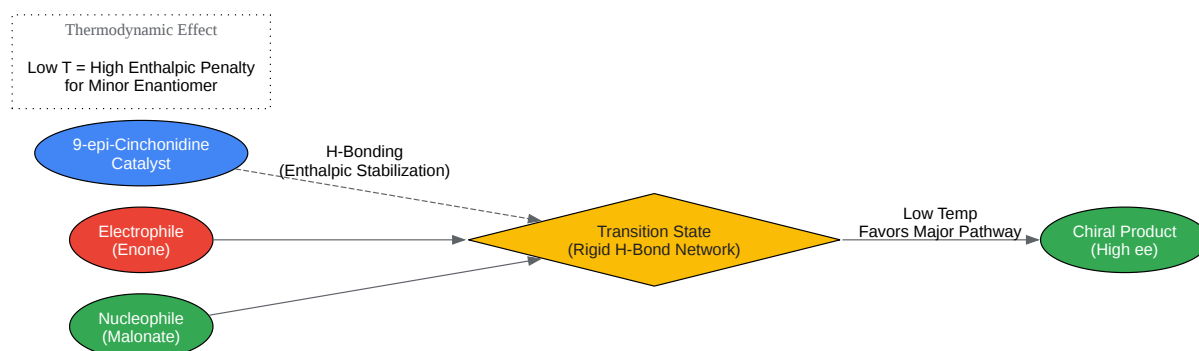 Thermodynamic Effect
Low T = High Enthalpic Penalty
for Minor Enantiomer
9-epi-Cinchonidine
Catalyst
H-Bonding
(Enthalpic Stabilization)
Electrophile
(Enone)
Transition State
(Rigid H-Bond Network)
Low Temp
Favors Major Pathway
Chiral Product
(High ee)
Nucleophile
(Malonate)